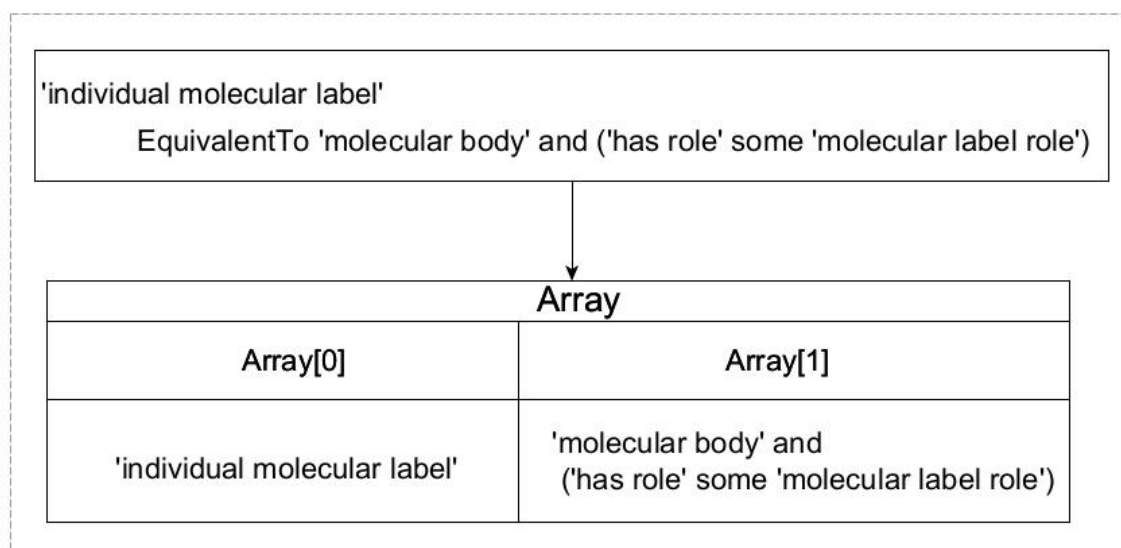 'individual molecular label'
EquivalentTo 'molecular body' and ('has role' some 'molecular label role')
Array
Array[0]
Array[1]
'individual molecular label'
'molecular body' and
('has role' some 'molecular label role')